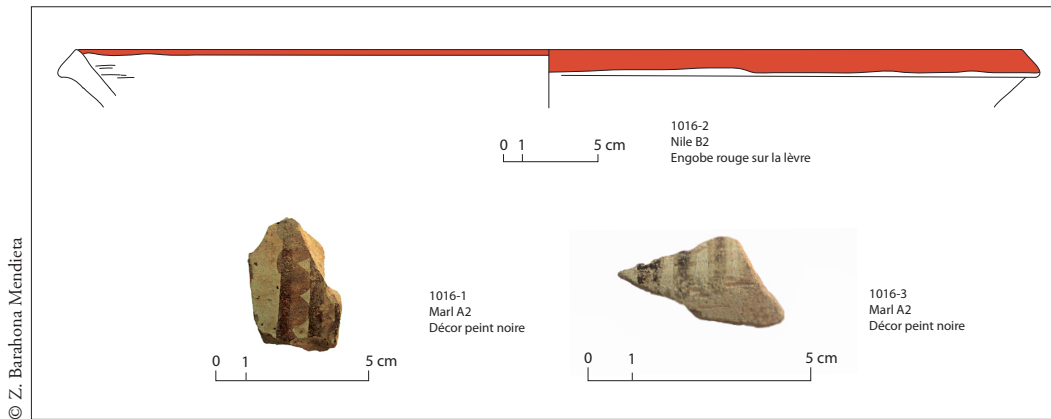 1016-2
Nile B2
Engobe rouge sur la lèvre
0 1 5 cm
1016-1
Marl A2
Décor peint noire
0 1 5 cm
1016-3
Marl A2
Décor peint noire
0 1 5 cm
© Z. Barahona Mendieta